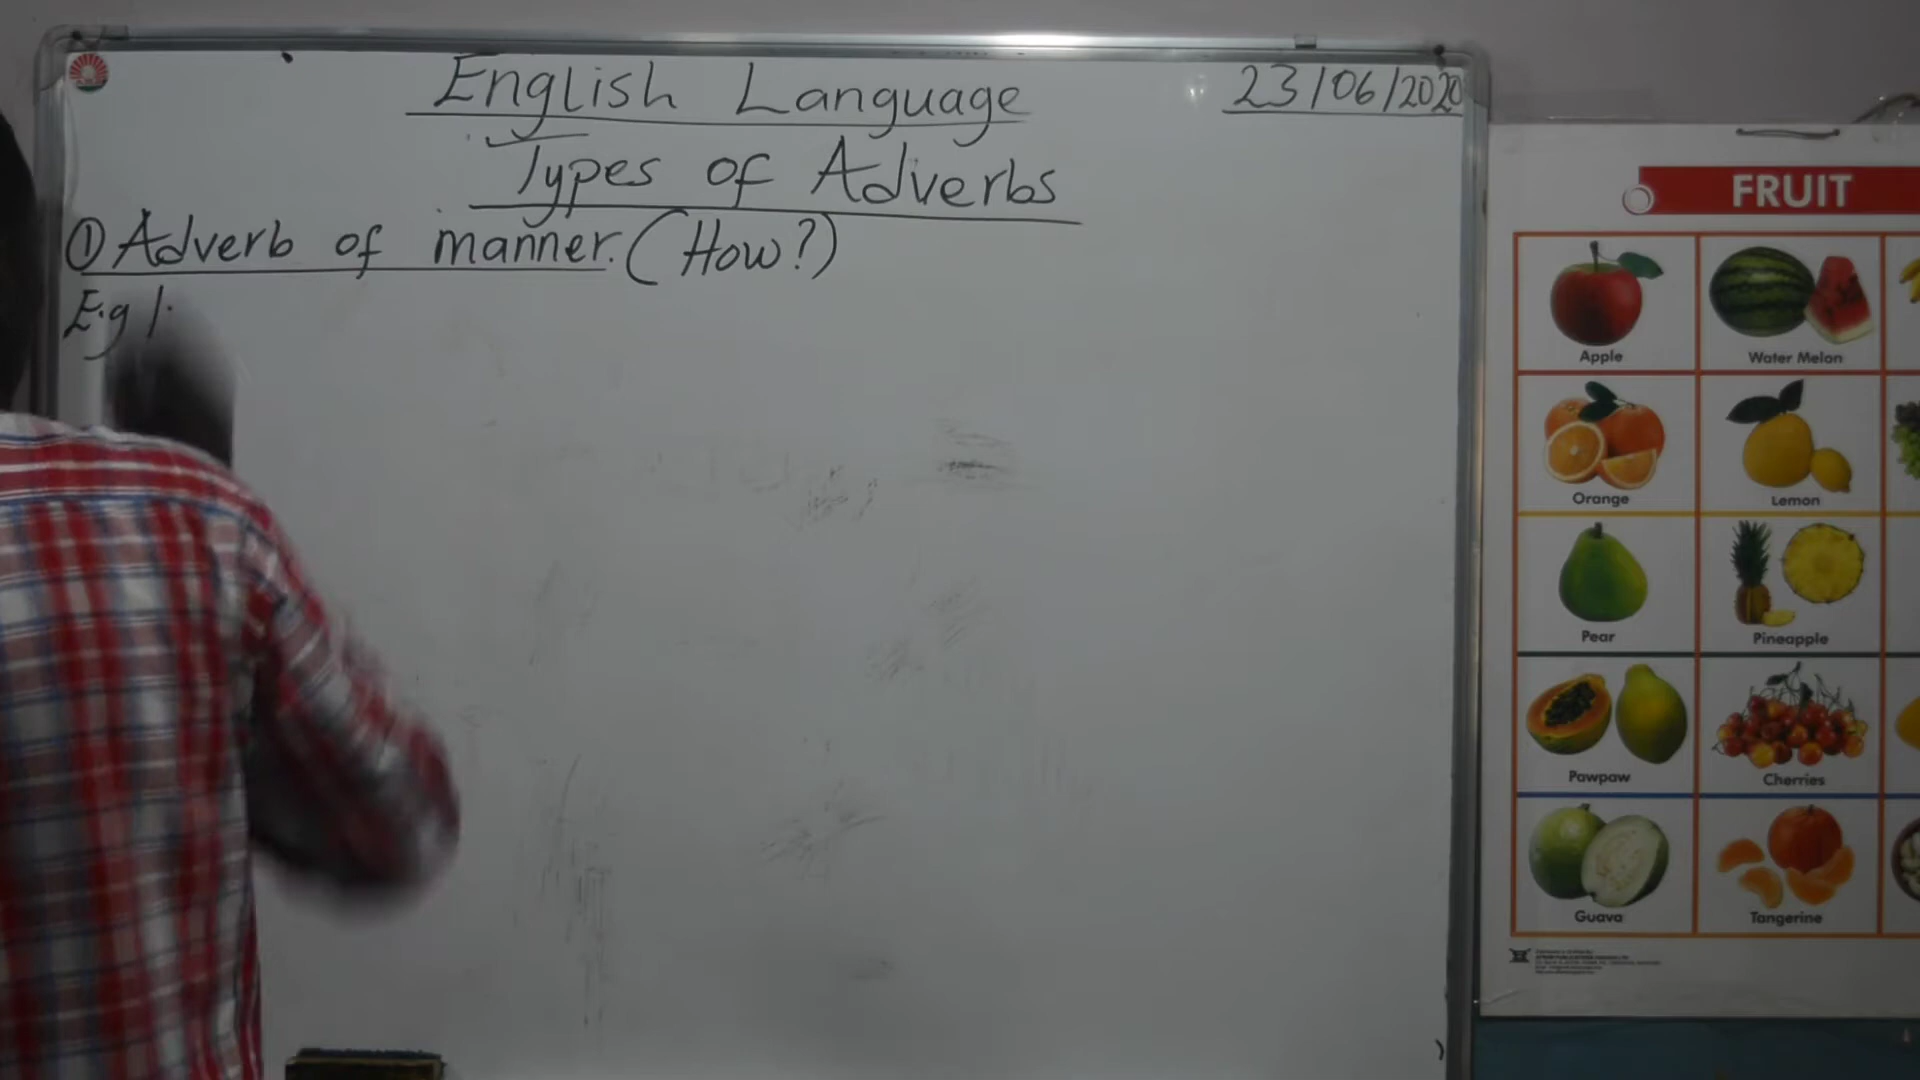 English Language
23/06/2020
Types of Adverbs
① Adverb of manner. (How?)
E.g 1.
FRUIT
Apple
Water Melon
Orange
Lemon
Pear
Pineapple
Pawpaw
Cherries
Guava
Tangerine